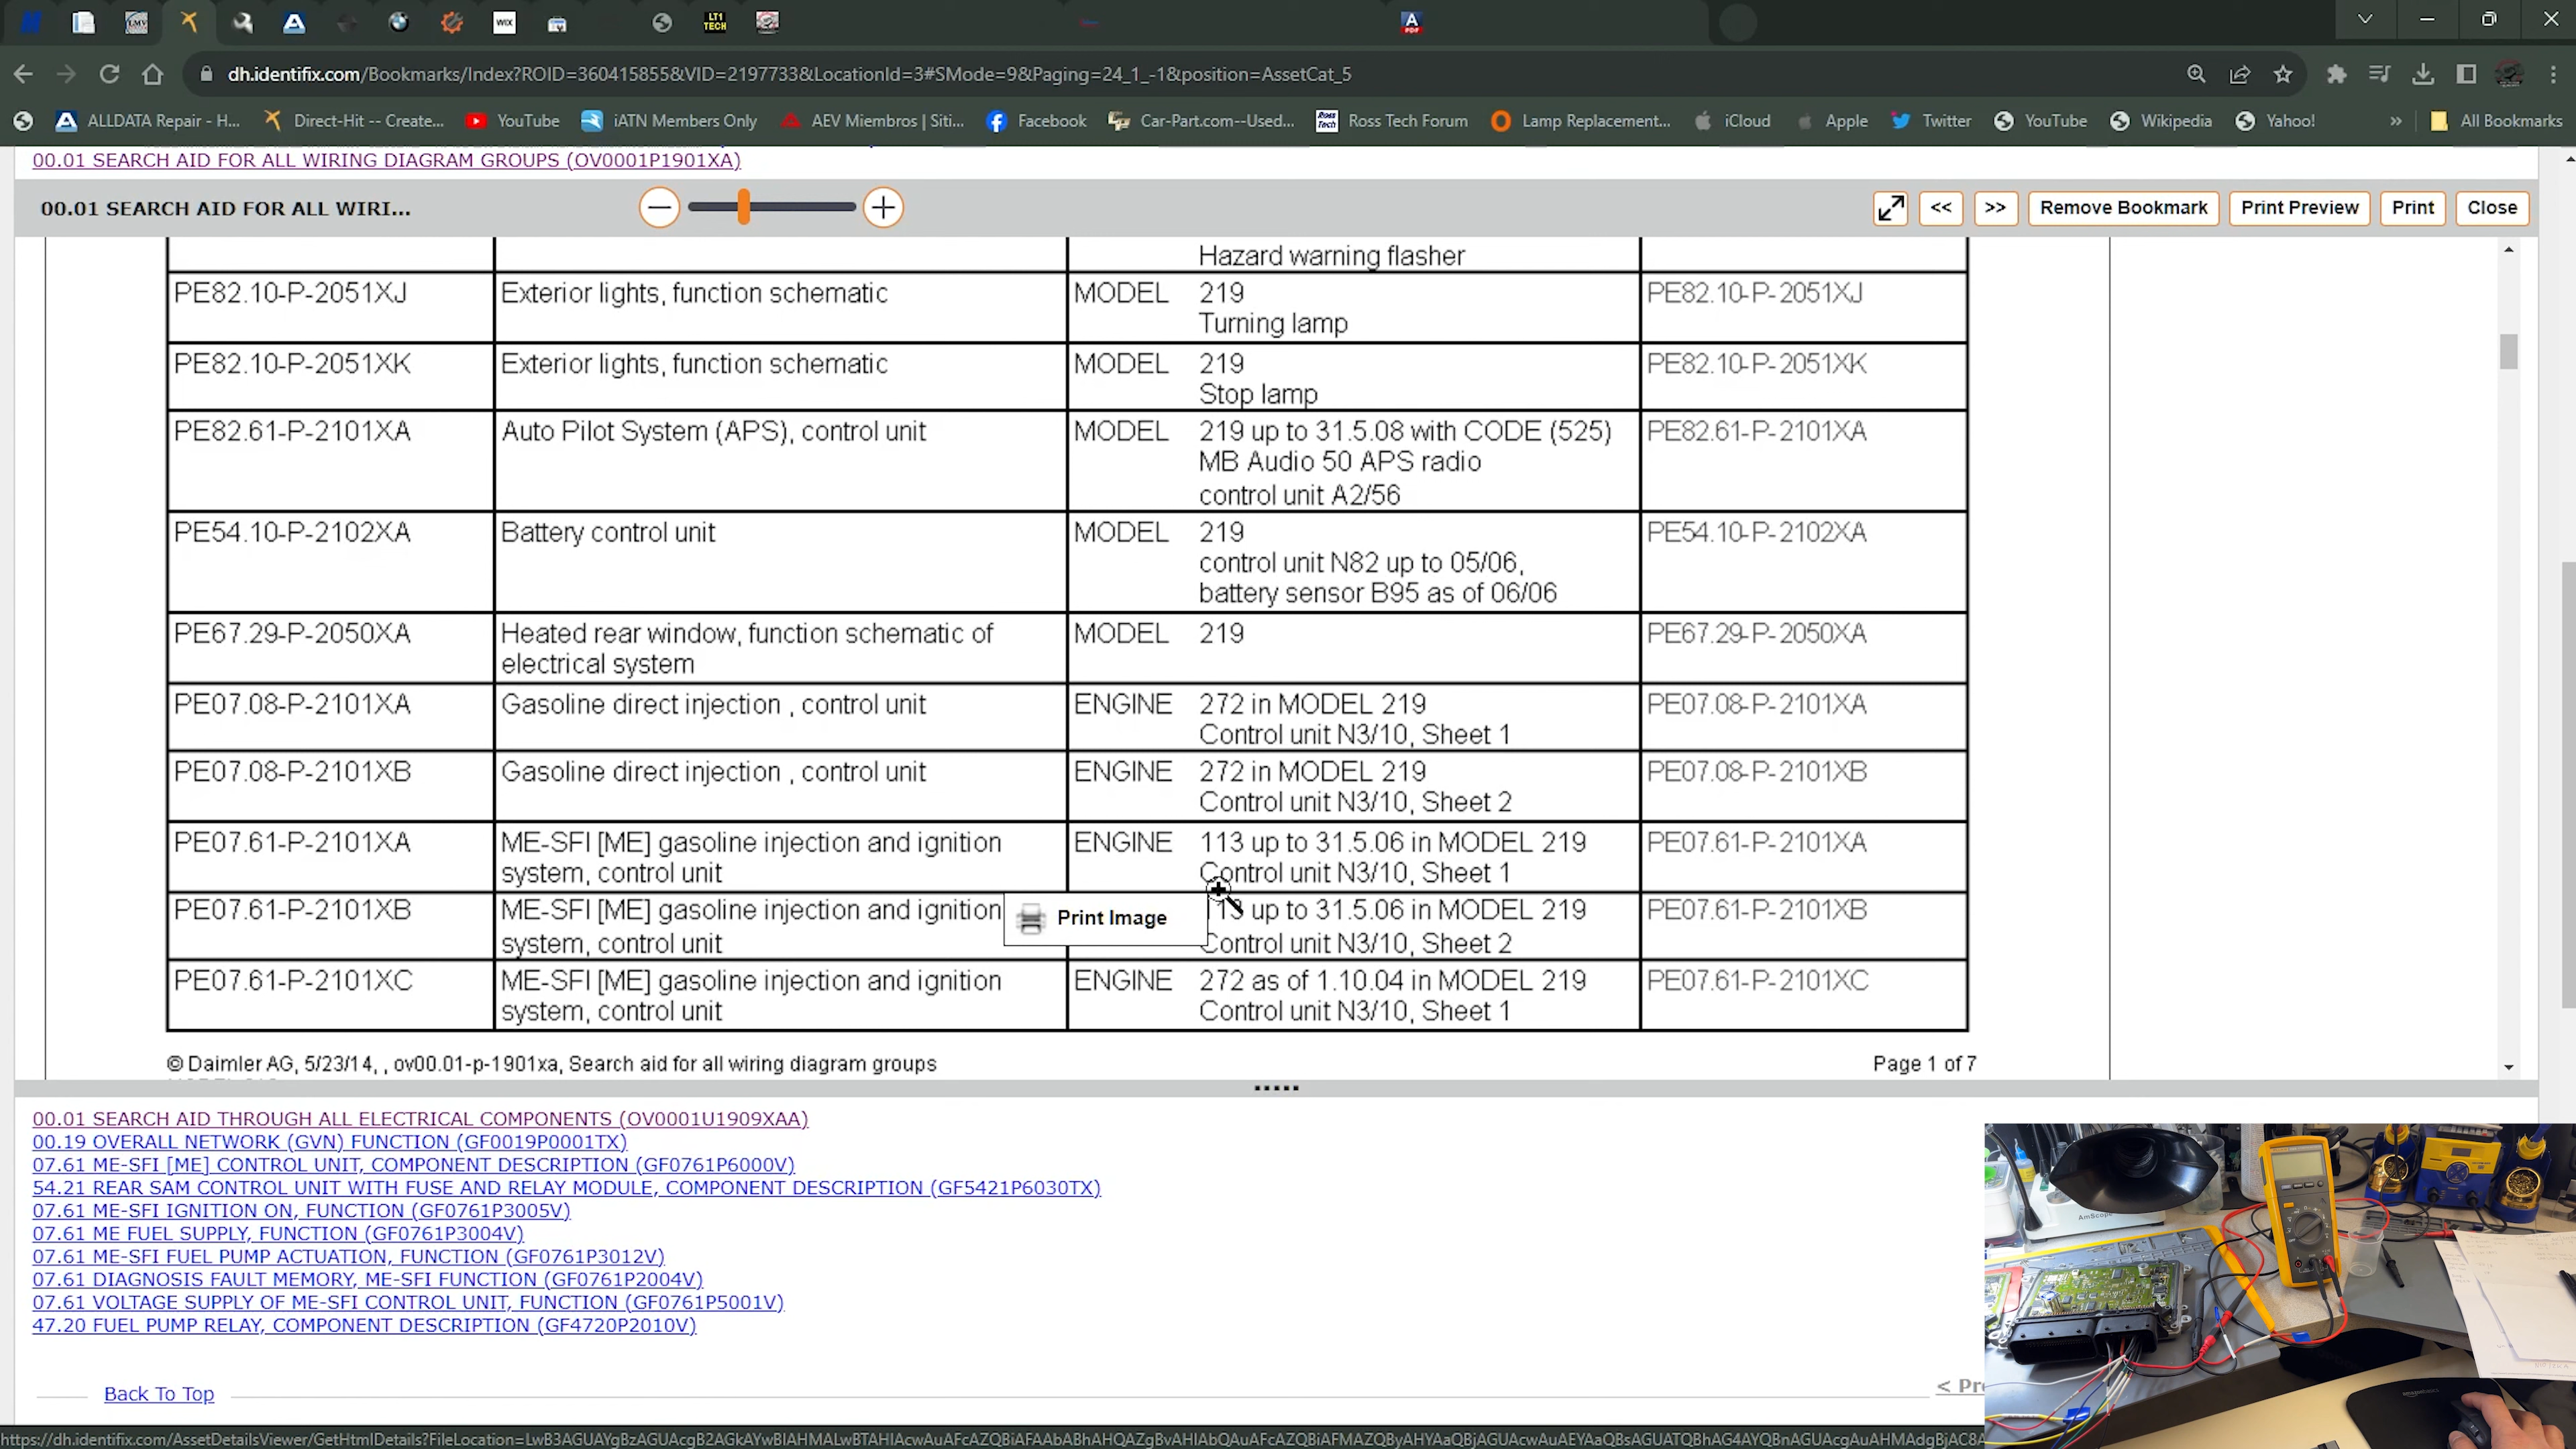 LMV
A
WIX
LT1
TECH
A
PDF
dh.identifix.com/Bookmarks/Index?ROID=360415855&VID=2197733&LocationId=3#SMode=9&Paging=24_1_-1&position=AssetCat_5
ALLDATA Repair - H... Direct-Hit -- Create... YouTube iATN Members Only AEV Miembros | Siti... Facebook Car-Part.com--Used... Ross Tech Ross Tech Forum Lamp Replacement... iCloud Apple Twitter YouTube Wikipedia Yahoo! » All Bookmarks
00.01 SEARCH AID FOR ALL WIRING DIAGRAM GROUPS (OV0001P1901XA)
00.01 SEARCH AID FOR ALL WIRI... << >> Remove Bookmark Print Preview Print Close
Hazard warning flasher
PE82.10-P-2051XJ Exterior lights, function schematic MODEL 219 PE82.10-P-2051XJ
Turning lamp
PE82.10-P-2051XK Exterior lights, function schematic MODEL 219 PE82.10-P-2051XK
Stop lamp
PE82.61-P-2101XA Auto Pilot System (APS), control unit MODEL 219 up to 31.5.08 with CODE (525) PE82.61-P-2101XA
MB Audio 50 APS radio
control unit A2/56
PE54.10-P-2102XA Battery control unit MODEL 219 PE54.10-P-2102XA
control unit N82 up to 05/06,
battery sensor B95 as of 06/06
PE67.29-P-2050XA Heated rear window, function schematic of MODEL 219 PE67.29-P-2050XA
electrical system
PE07.08-P-2101XA Gasoline direct injection , control unit ENGINE 272 in MODEL 219 PE07.08-P-2101XA
Control unit N3/10, Sheet 1
PE07.08-P-2101XB Gasoline direct injection , control unit ENGINE 272 in MODEL 219 PE07.08-P-2101XB
Control unit N3/10, Sheet 2
PE07.61-P-2101XA ME-SFI [ME] gasoline injection and ignition ENGINE 113 up to 31.5.06 in MODEL 219 PE07.61-P-2101XA
system, control unit Control unit N3/10, Sheet 1
PE07.61-P-2101XB ME-SFI [ME] gasoline injection and ignition Print Image 113 up to 31.5.06 in MODEL 219 PE07.61-P-2101XB
system, control unit Control unit N3/10, Sheet 2
PE07.61-P-2101XC ME-SFI [ME] gasoline injection and ignition ENGINE 272 as of 1.10.04 in MODEL 219 PE07.61-P-2101XC
system, control unit Control unit N3/10, Sheet 1
© Daimler AG, 5/23/14, , ov00.01-p-1901xa, Search aid for all wiring diagram groups Page 1 of 7
00.01 SEARCH AID THROUGH ALL ELECTRICAL COMPONENTS (OV0001U1909XAA)
00.19 OVERALL NETWORK (GVN) FUNCTION (GF0019P0001TX)
07.61 ME-SFI [ME] CONTROL UNIT, COMPONENT DESCRIPTION (GF0761P6000V)
54.21 REAR SAM CONTROL UNIT WITH FUSE AND RELAY MODULE, COMPONENT DESCRIPTION (GF5421P6030TX)
07.61 ME-SFI IGNITION ON, FUNCTION (GF0761P3005V)
07.61 ME FUEL SUPPLY, FUNCTION (GF0761P3004V)
07.61 ME-SFI FUEL PUMP ACTUATION, FUNCTION (GF0761P3012V)
07.61 DIAGNOSIS FAULT MEMORY, ME-SFI FUNCTION (GF0761P2004V)
07.61 VOLTAGE SUPPLY OF ME-SFI CONTROL UNIT, FUNCTION (GF0761P5001V)
47.20 FUEL PUMP RELAY, COMPONENT DESCRIPTION (GF4720P2010V)
Back To Top
< Pre
AmScope